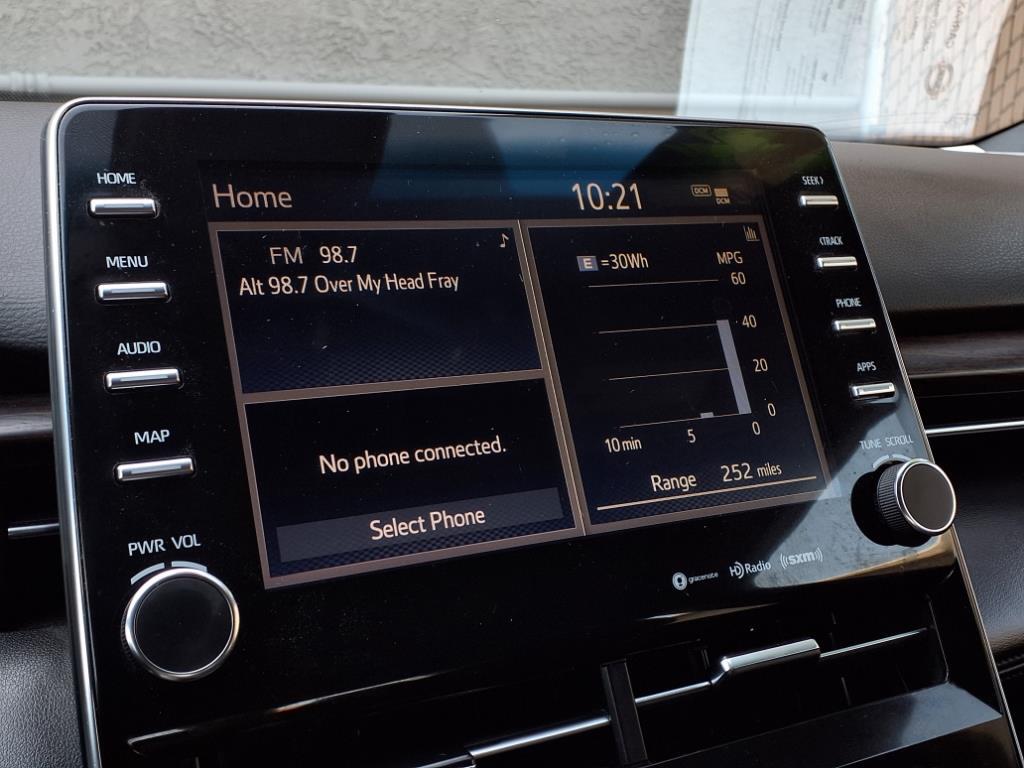 HOME
MENU
AUDIO
MAP
PWR VOL
Home
10:21
DCM
DCM
FM 98.7
Alt 98.7 Over My Head Fray
No phone connected.
Select Phone
E =30Wh
MPG
60
40
20
0
10 min 5 0
Range 252 miles
SEEK >
< TRACK
PHONE
APPS
TUNE SCROLL
gracenote
HD Radio
((sxm))